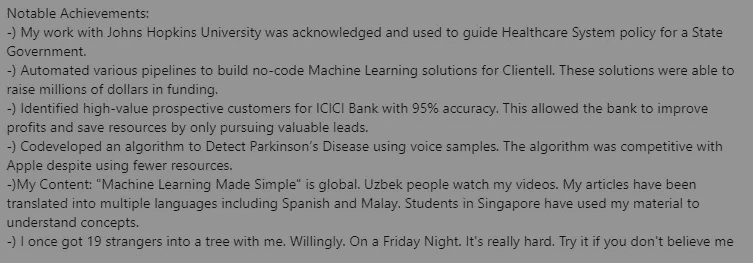 Notable Achievements:
-) My work with Johns Hopkins University was acknowledged and used to guide Healthcare System policy for a State
Government.
-) Automated various pipelines to build no-code Machine Learning solutions for Clientell. These solutions were able to
raise millions of dollars in funding.
-) Identified high-value prospective customers for ICICI Bank with 95% accuracy. This allowed the bank to improve
profits and save resources by only pursuing valuable leads.
-) Codeveloped an algorithm to Detect Parkinson's Disease using voice samples. The algorithm was competitive with
Apple despite using fewer resources.
-)My Content: "Machine Learning Made Simple" is global. Uzbek people watch my videos. My articles have been
translated into multiple languages including Spanish and Malay. Students in Singapore have used my material to
understand concepts.
-) I once got 19 strangers into a tree with me. Willingly. On a Friday Night. It's really hard. Try it if you don't believe me